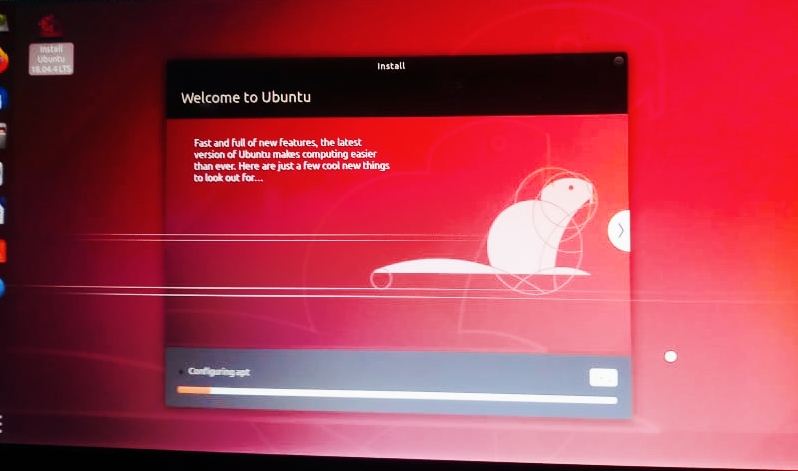 Install
Ubuntu
18.04.4 LTS
Install
Welcome to Ubuntu
Fast and full of new features, the latest
version of Ubuntu makes computing easier
than ever. Here are just a few cool new things
to look out for...
Configuring apt